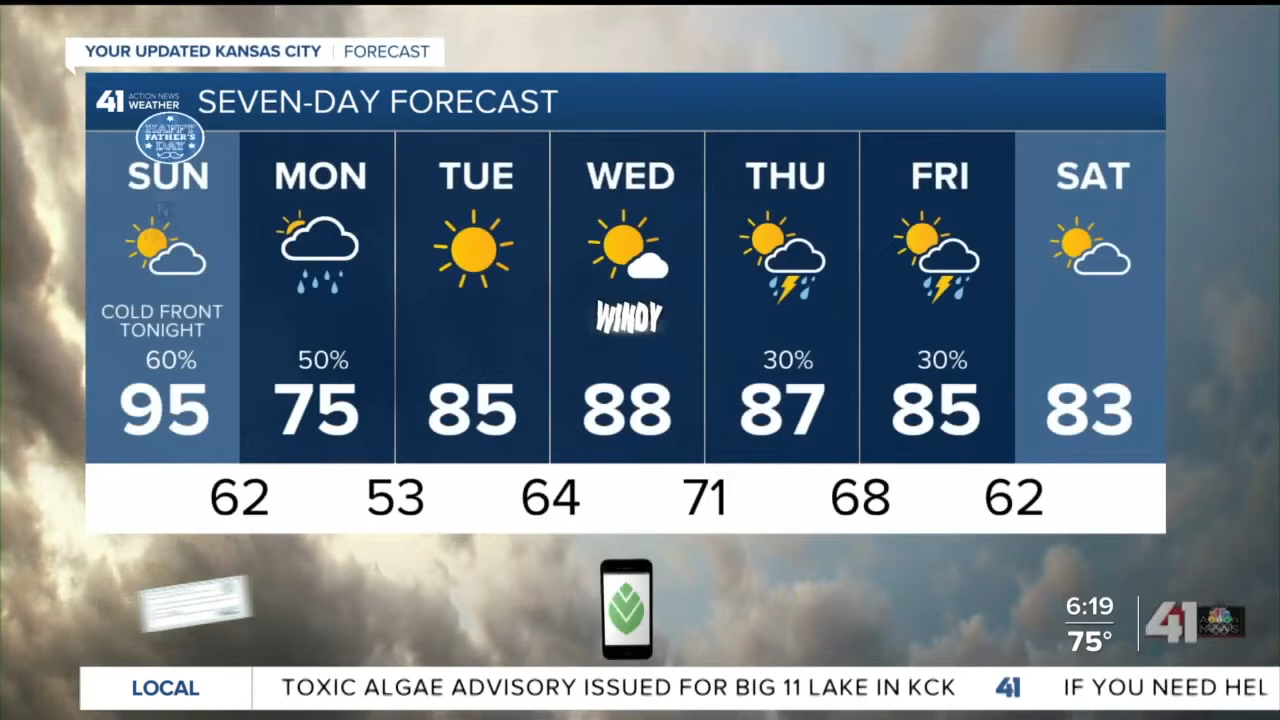 YOUR UPDATED KANSAS CITY | FORECAST
41 ACTION NEWS WEATHER SEVEN-DAY FORECAST
HAPPY
FATHER'S
DAY
SUN MON TUE WED THU FRI SAT
COLD FRONT
TONIGHT
WINDY
60% 50% 30% 30%
95 75 85 88 87 85 83
62 53 64 71 68 62
6:19
75°
41 Action NEWS
LOCAL TOXIC ALGAE ADVISORY ISSUED FOR BIG 11 LAKE IN KCK 41 IF YOU NEED HEL